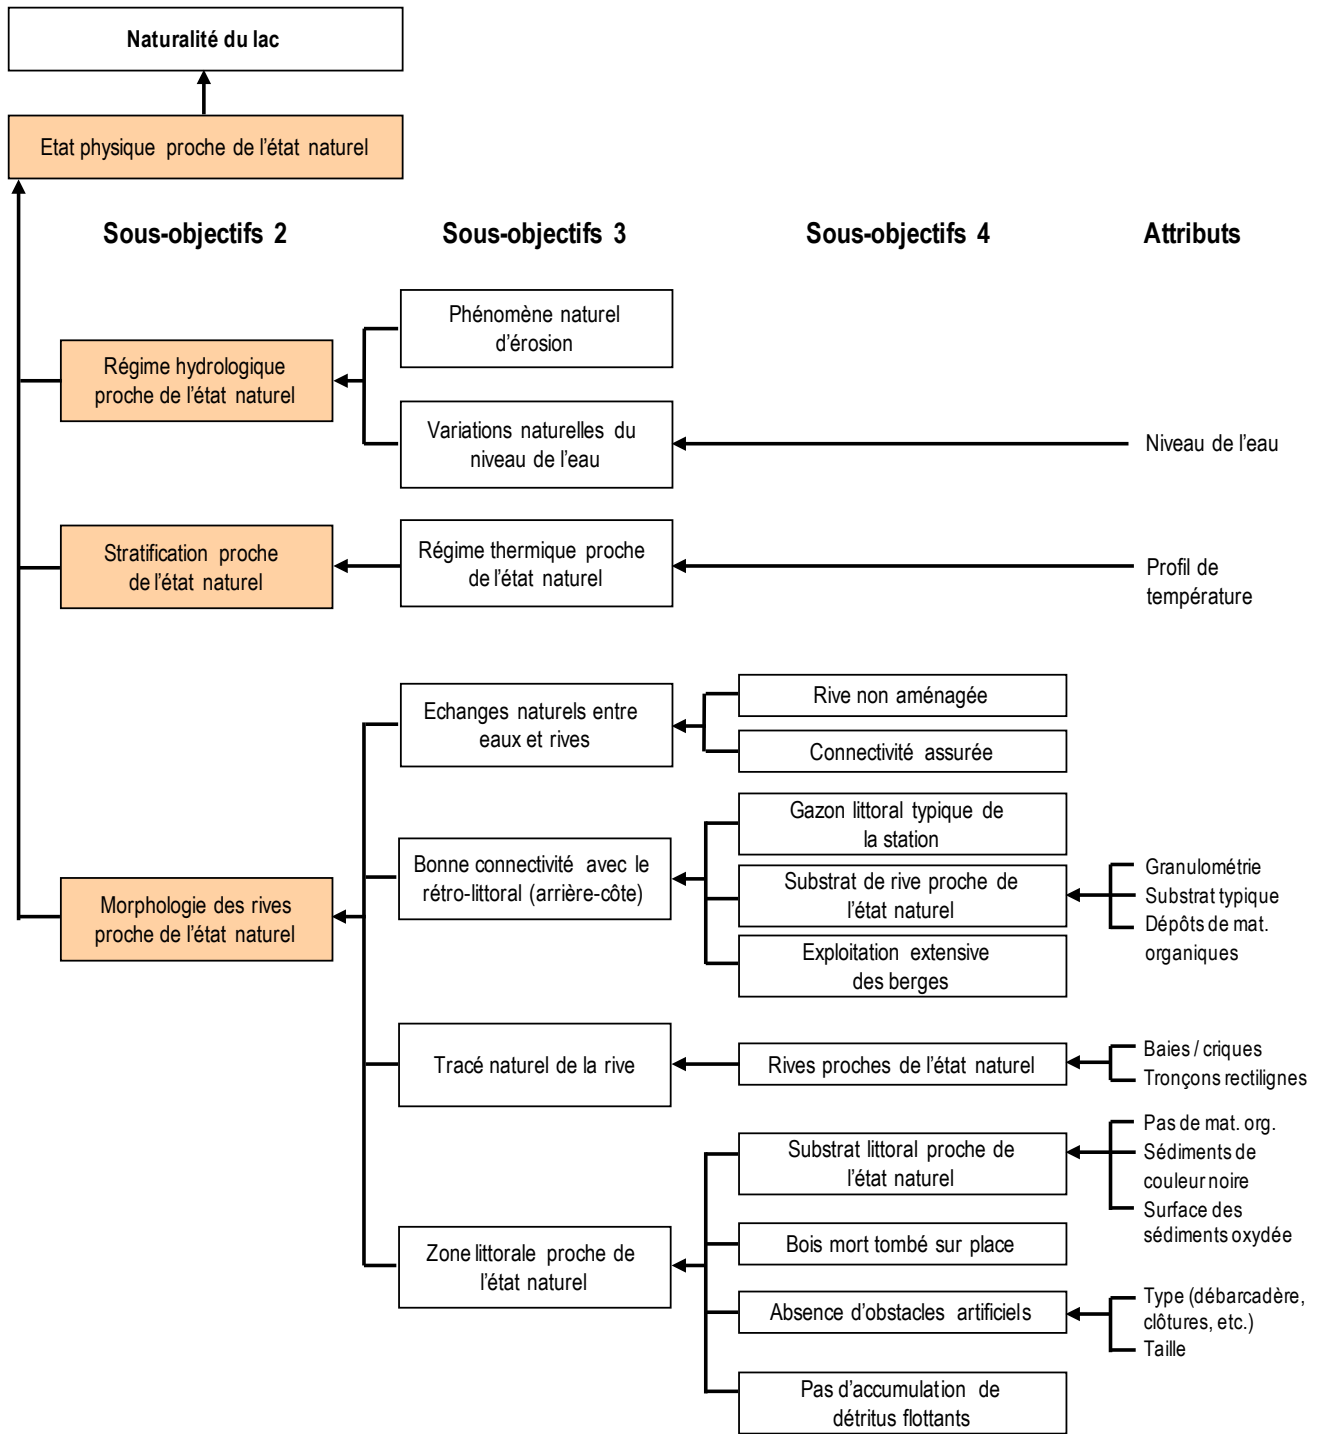 Naturalité du lac
Etat physique proche de l'état naturel
Sous-objectifs 2
Sous-objectifs 3
Sous-objectifs 4
Attributs
Phénomène naturel
d'érosion
Régime hydrologique
proche de l'état naturel
Variations naturelles du
niveau de l'eau
Niveau de l'eau
Stratification proche
de l'état naturel
Régime thermique proche
de l'état naturel
Profil de
température
Echanges naturels entre
eaux et rives
Rive non aménagée
Connectivité assurée
Gazon littoral typique de
la station
Bonne connectivité avec le
rétro-littoral (arrière-côte)
Substrat de rive proche de
l'état naturel
Granulométrie
Substrat typique
Dépôts de mat.
organiques
Morphologie des rives
proche de l'état naturel
Exploitation extensive
des berges
Tracé naturel de la rive
Rives proches de l'état naturel
Baies / criques
Tronçons rectilignes
Substrat littoral proche de
l'état naturel
Pas de mat. org.
Sédiments de
couleur noire
Surface des
sédiments oxydée
Zone littorale proche de
l'état naturel
Bois mort tombé sur place
Absence d'obstacles artificiels
Type (débarcadère,
clôtures, etc.)
Taille
Pas d'accumulation de
détritus flottants